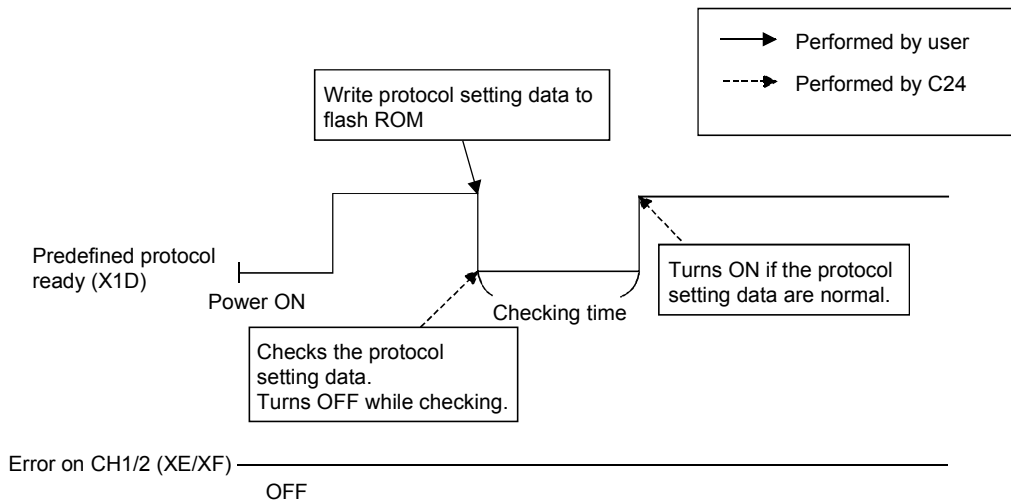 Performed by user
Performed by C24
Write protocol setting data to
flash ROM
Predefined protocol
ready (X1D)
Power ON
Checking time
Turns ON if the protocol
setting data are normal.
Checks the protocol
setting data.
Turns OFF while checking.
Error on CH1/2 (XE/XF)
OFF